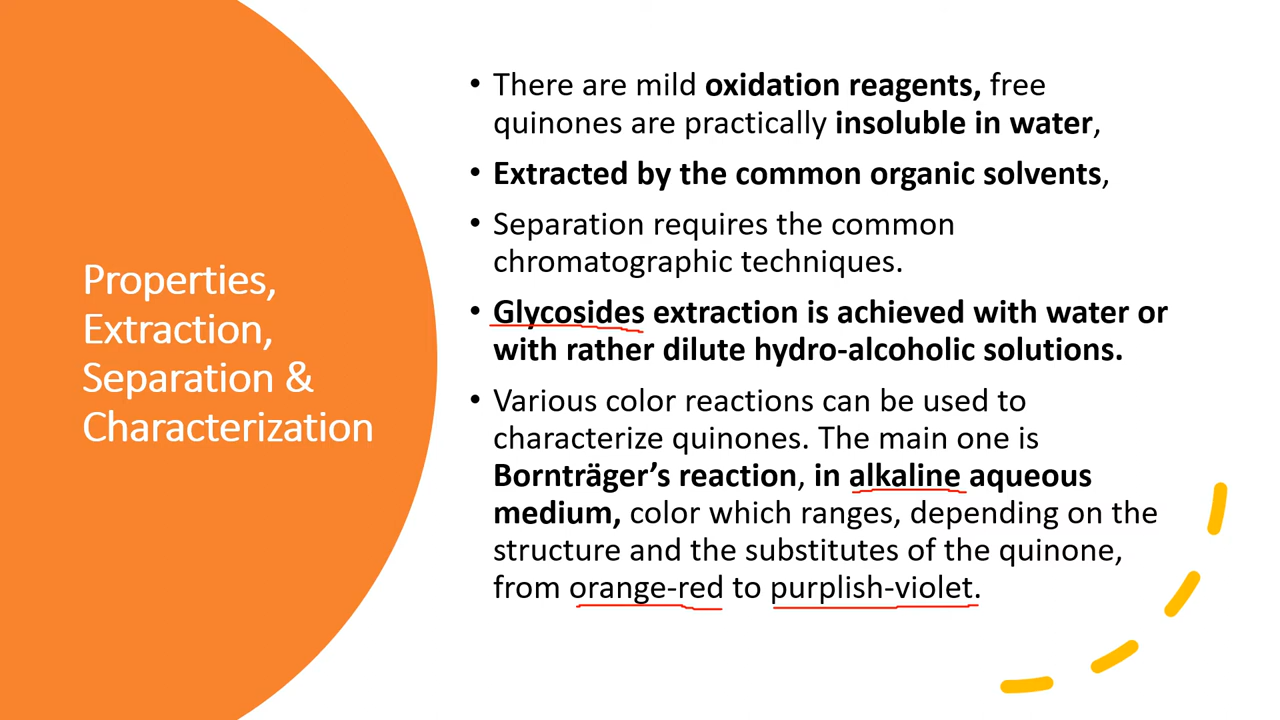 Properties,
Extraction,
Separation &
Characterization
• There are mild oxidation reagents, free
quinones are practically insoluble in water,
• Extracted by the common organic solvents,
• Separation requires the common
chromatographic techniques.
• Glycosides extraction is achieved with water or
with rather dilute hydro-alcoholic solutions.
• Various color reactions can be used to
characterize quinones. The main one is
Bornträger’s reaction, in alkaline aqueous
medium, color which ranges, depending on the
structure and the substitutes of the quinone,
from orange-red to purplish-violet.